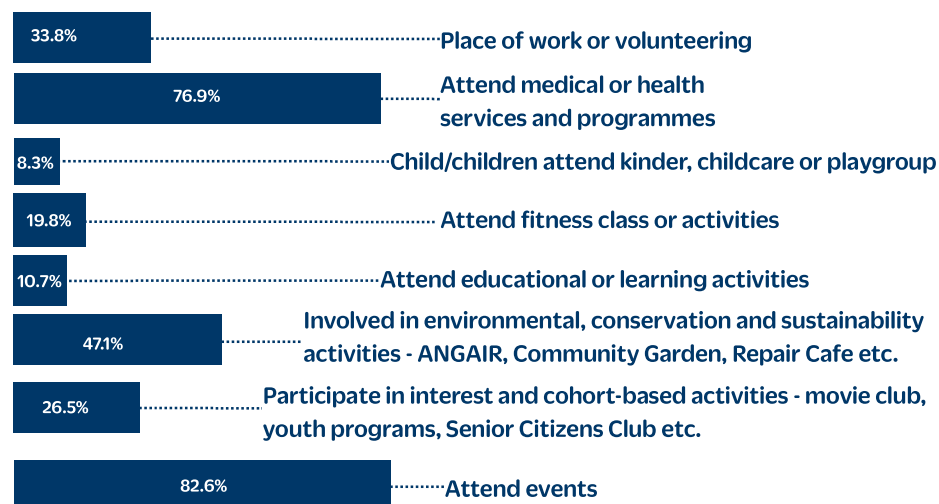 33.8%
Place of work or volunteering
76.9%
Attend medical or health
services and programmes
8.3%
Child/children attend kinder, childcare or playgroup
19.8%
Attend fitness class or activities
10.7%
Attend educational or learning activities
47.1%
Involved in environmental, conservation and sustainability
activities - ANGAIR, Community Garden, Repair Cafe etc.
26.5%
Participate in interest and cohort-based activities - movie club,
youth programs, Senior Citizens Club etc.
82.6%
Attend events